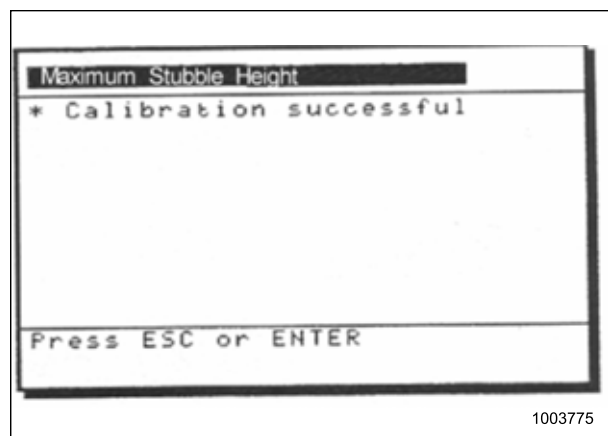 Maximum Stubble Height
* Calibration successful
Press ESC or ENTER
1003775